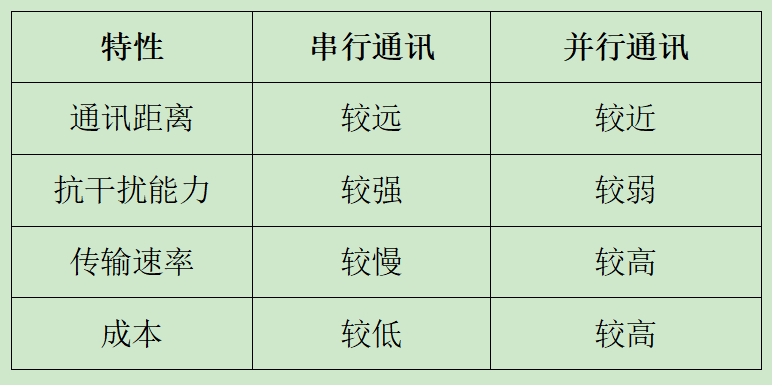 特性 串行通讯 并行通讯
通讯距离 较远 较近
抗干扰能力 较强 较弱
传输速率 较慢 较高
成本 较低 较高